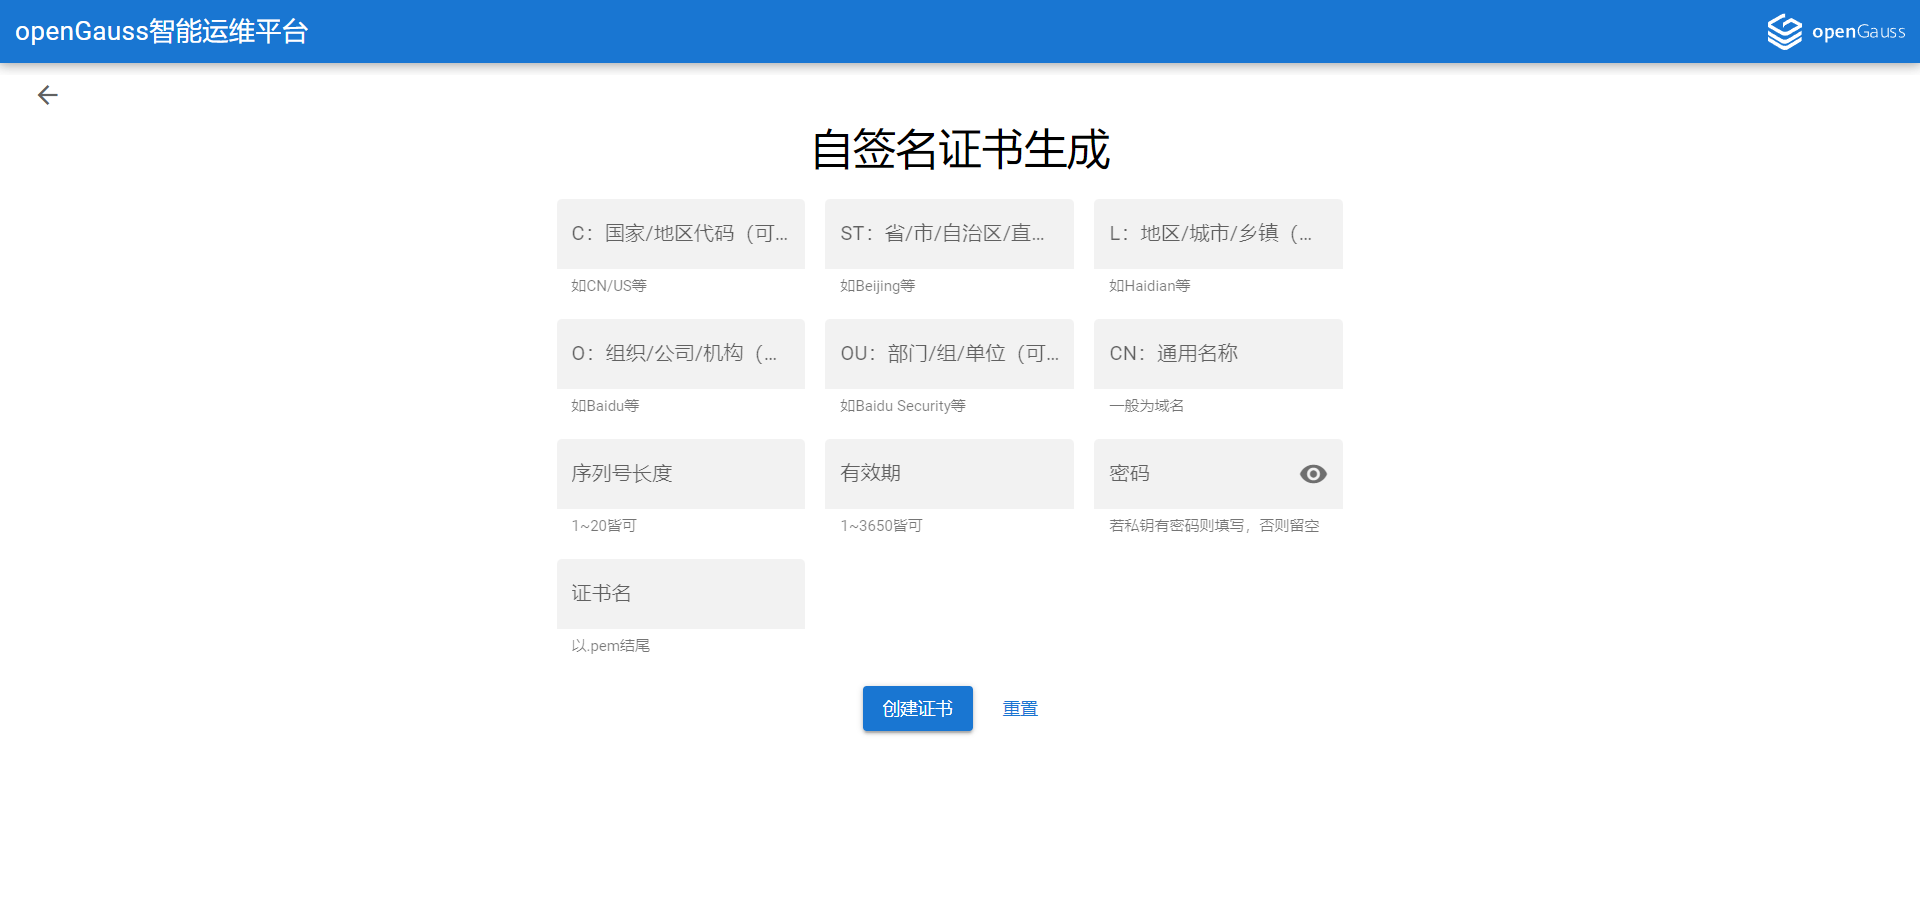 openGauss智能运维平台
openGauss
自签名证书生成
C：国家/地区代码（可...
ST：省/市/自治区/直...
L：地区/城市/乡镇（...
如CN/US等
如Beijing等
如Haidian等
O：组织/公司/机构（...
OU：部门/组/单位（可...
CN：通用名称
如Baidu等
如Baidu Security等
一般为域名
序列号长度
有效期
密码
1~20皆可
1~3650皆可
若私钥有密码则填写，否则留空
证书名
以.pem结尾
创建证书
重置